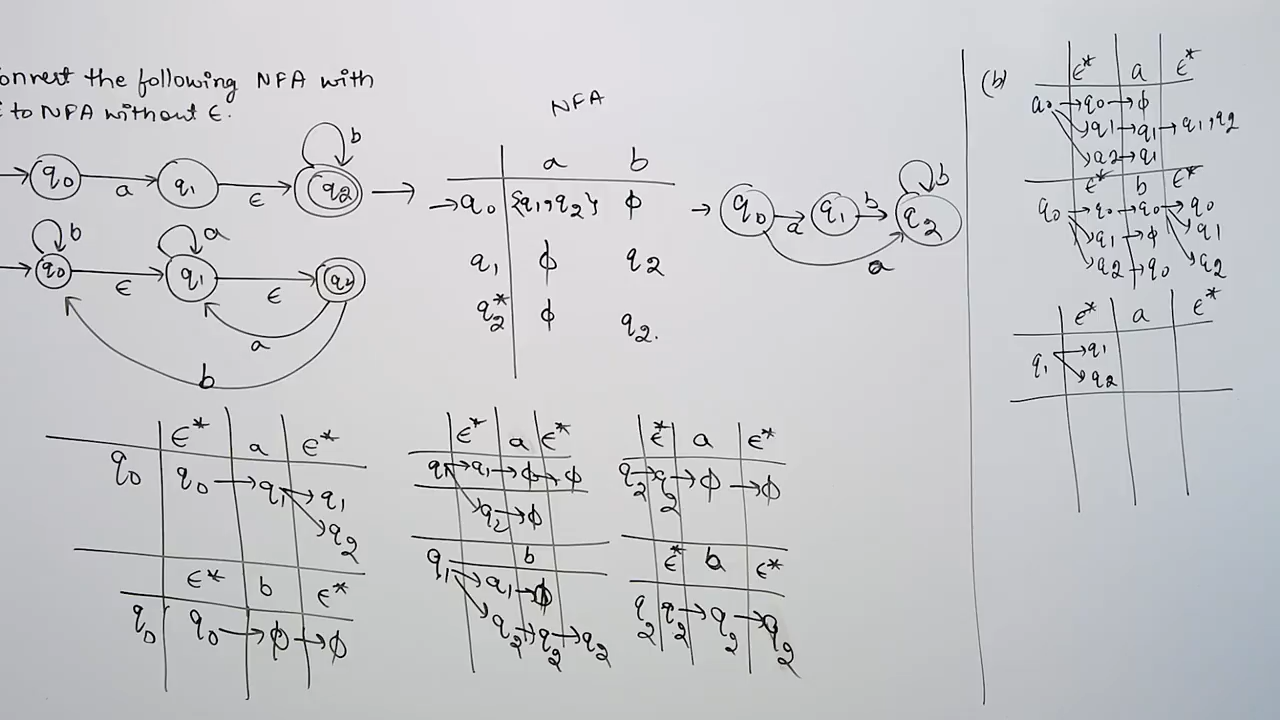 onvert the following NFA with
ε to NFA without ε.
q0 a q1 ε q2 b
b q0 ε q1 a ε q2
a
b
NFA
a b
→q0 {q1,q2} ϕ
q1 ϕ q2
q2* ϕ q2.
→ q0 a q1 b q2 b
a
ε* a ε*
q0 q0 → q1 → q1
q2
ε* b ε*
q0 q0 → ϕ → ϕ
ε* a ε*
q1 → q1 → ϕ → ϕ
q2 → ϕ
b
q1 → q1 → ϕ
q2 → q2 → q2
ε* a ε*
q2 → q2 → ϕ → ϕ
ε* b ε*
q2 q2 → q2 → q2
(b)
ε* a ε*
q0 → q0 → ϕ
q1 → q1 → q1,q2
q2 → q1
ε* b ε*
q0 → q0 → q0 → q0
q1 → ϕ q1
q2 → q0 q2
ε* a ε*
q1 → q1
q2